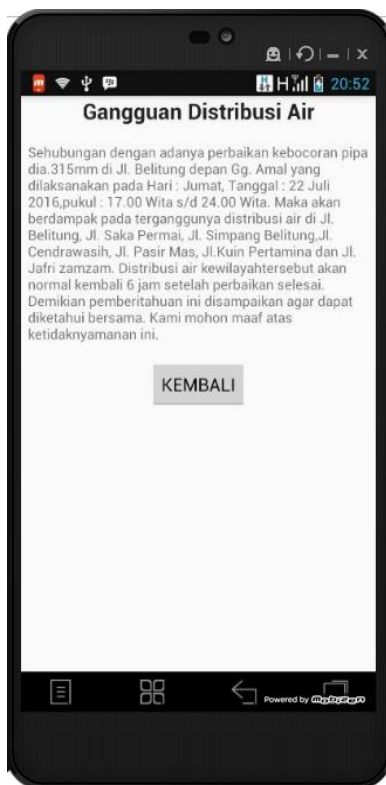 20:52
Gangguan Distribusi Air
Sehubungan dengan adanya perbaikan kebocoran pipa
dia.315mm di Jl. Belitung depan Gg. Amal yang
dilaksanakan pada Hari : Jumat, Tanggal : 22 Juli
2016,pukul : 17.00 Wita s/d 24.00 Wita. Maka akan
berdampak pada terganggunya distribusi air di Jl.
Belitung, Jl. Saka Permai, Jl. Simpang Belitung,Jl.
Cendrawasih, Jl. Pasir Mas, Jl.Kuin Pertamina dan Jl.
Jafri zamzam. Distribusi air kewilayahtersebut akan
normal kembali 6 jam setelah perbaikan selesai.
Demikian pemberitahuan ini disampaikan agar dapat
diketahui bersama. Kami mohon maaf atas
ketidaknyamanan ini.
KEMBALI
Powered by Mobizen